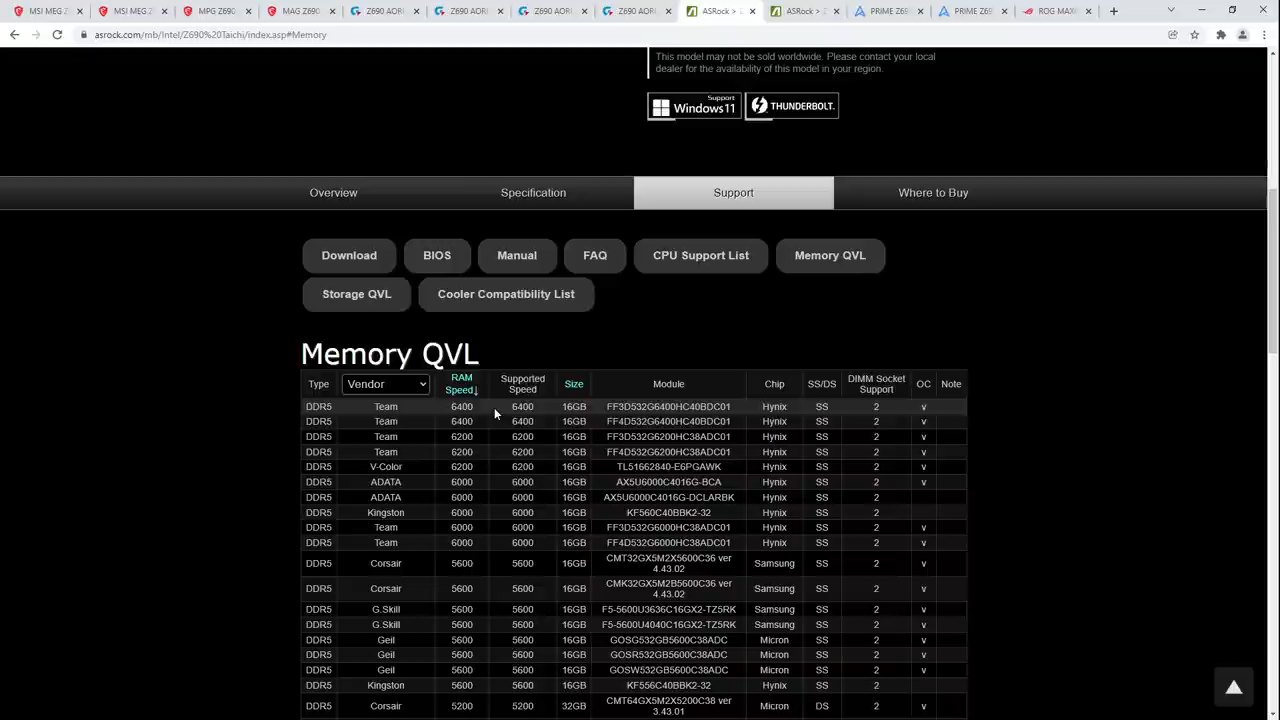 MSI MEG Z
MSI MEG Z
MPG Z690
MAG Z690
Z690 AOR
Z690 AORU
Z690 AORU
Z690 AOR
ASRock > Z
ASRock > Z
PRIME Z69
PRIME Z69
ROG MAXI
asrock.com/mb/Intel/Z690%20Taichi/index.asp#Memory
This model may not be sold worldwide. Please contact your local
dealer for the availability of this model in your region.
Support
Windows11
THUNDERBOLT.
Overview Specification Support Where to Buy
Download BIOS Manual FAQ CPU Support List Memory QVL
Storage QVL Cooler Compatibility List
Memory QVL
Type Vendor RAM Speed↓ Supported Speed Size Module Chip SS/DS DIMM Socket Support OC Note
DDR5 Team 6400 6400 16GB FF3D532G6400HC40BDC01 Hynix SS 2 v
DDR5 Team 6400 6400 16GB FF4D532G6400HC40BDC01 Hynix SS 2 v
DDR5 Team 6200 6200 16GB FF3D532G6200HC38ADC01 Hynix SS 2 v
DDR5 Team 6200 6200 16GB FF4D532G6200HC38ADC01 Hynix SS 2 v
DDR5 V-Color 6200 6200 16GB TL51662840-E6PGAWK Hynix SS 2 v
DDR5 ADATA 6000 6000 16GB AX5U6000C4016G-BCA Hynix SS 2 v
DDR5 ADATA 6000 6000 16GB AX5U6000C4016G-DCLARBK Hynix SS 2
DDR5 Kingston 6000 6000 16GB KF560C40BBK2-32 Hynix SS 2
DDR5 Team 6000 6000 16GB FF3D532G6000HC38ADC01 Hynix SS 2 v
DDR5 Team 6000 6000 16GB FF4D532G6000HC38ADC01 Hynix SS 2 v
DDR5 Corsair 5600 5600 16GB CMT32GX5M2X5600C36 ver 4.43.02 Samsung SS 2 v
DDR5 Corsair 5600 5600 16GB CMK32GX5M2B5600C36 ver 4.43.02 Samsung SS 2 v
DDR5 G.Skill 5600 5600 16GB F5-5600U3636C16GX2-TZ5RK Samsung SS 2 v
DDR5 G.Skill 5600 5600 16GB F5-5600U4040C16GX2-TZ5RK Samsung SS 2 v
DDR5 Geil 5600 5600 16GB GOSG532GB5600C38ADC Micron SS 2 v
DDR5 Geil 5600 5600 16GB GOSR532GB5600C38ADC Micron SS 2 v
DDR5 Geil 5600 5600 16GB GOSW532GB5600C38ADC Micron SS 2 v
DDR5 Kingston 5600 5600 16GB KF556C40BBK2-32 Hynix SS 2
DDR5 Corsair 5200 5200 32GB CMT64GX5M2X5200C38 ver 3.43.01 Micron DS 2 v